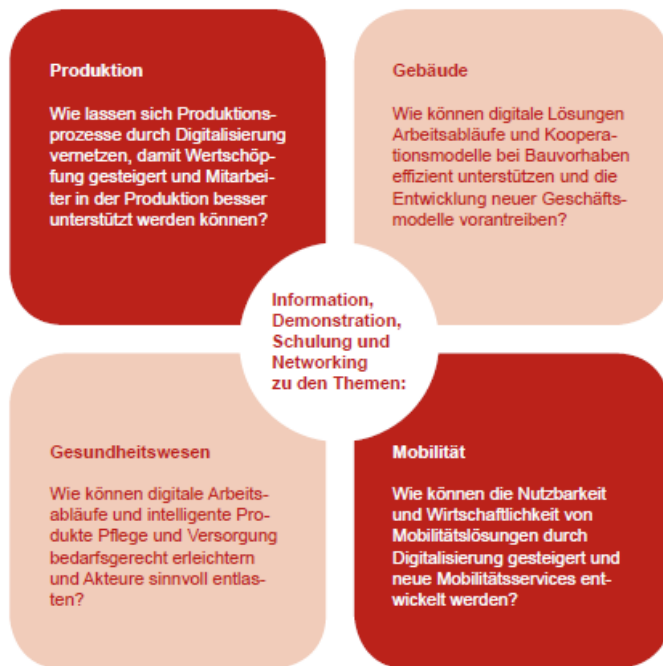 Produktion
Wie lassen sich Produktions-
prozesse durch Digitalisierung
vernetzen, damit Wertschöp-
fung gesteigert und Mitarbei-
ter in der Produktion besser
unterstützt werden können?
Gebäude
Wie können digitale Lösungen
Arbeitsabläufe und Koopera-
tionsmodelle bei Bauvorhaben
effizient unterstützen und die
Entwicklung neuer Geschäfts-
modelle vorantreiben?
Information,
Demonstration,
Schulung und
Networking
zu den Themen:
Gesundheitswesen
Wie können digitale Arbeits-
abläufe und intelligente Pro-
dukte Pflege und Versorgung
bedarfsgerecht erleichtern
und Akteure sinnvoll entlas-
ten?
Mobilität
Wie können die Nutzbarkeit
und Wirtschaftlichkeit von
Mobilitätslösungen durch
Digitalisierung gesteigert und
neue Mobilitätsservices ent-
wickelt werden?